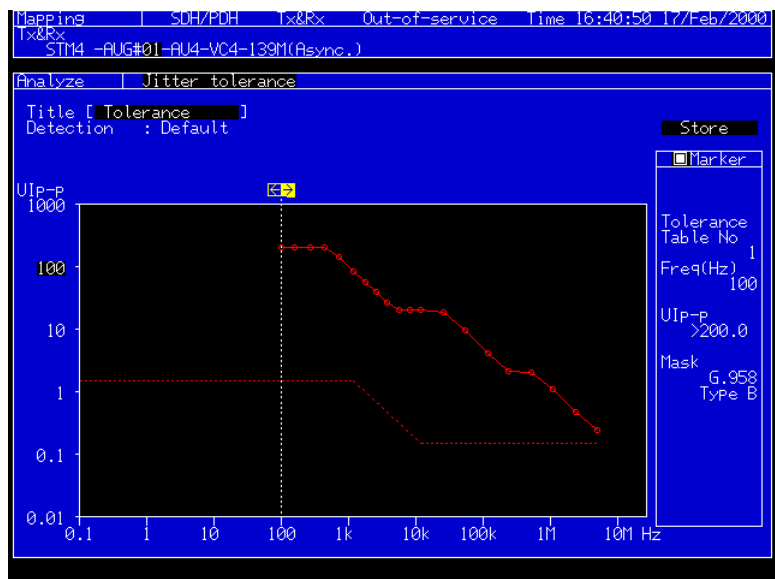 Mapping | SDH/PDH Tx&Rx Out-of-service Time 16:40:50 17/Feb/2000
Tx&Rx
STM4 -AUG#01-AU4-VC4-139M(Async.)
Analyze | Jitter tolerance
Title [ Tolerance ]
Detection : Default
Store
Marker
UIp-p
1000
100
10
1
0.1
0.01
0.1 1 10 100 1k 10k 100k 1M 10M Hz
Tolerance
Table No
1
Freq(Hz)
100
UIp-p
>200.0
Mask
G.958
Type B